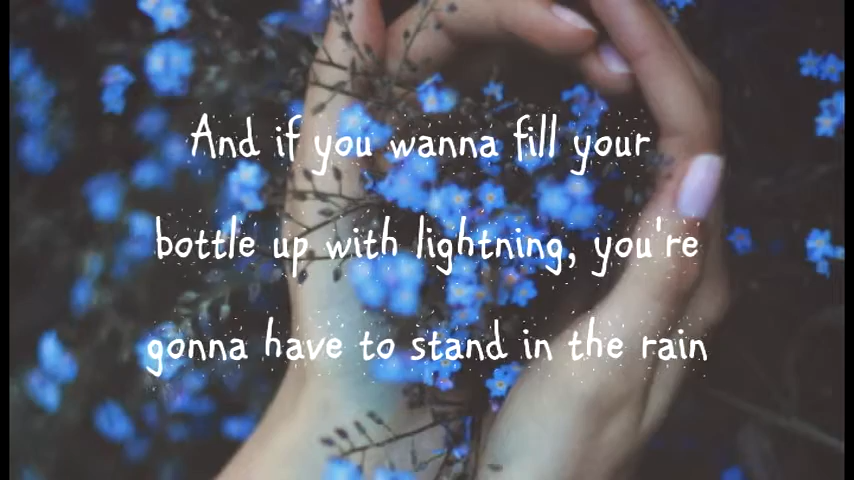 And if you wanna fill your
bottle up with lightning, you're
gonna have to stand in the rain